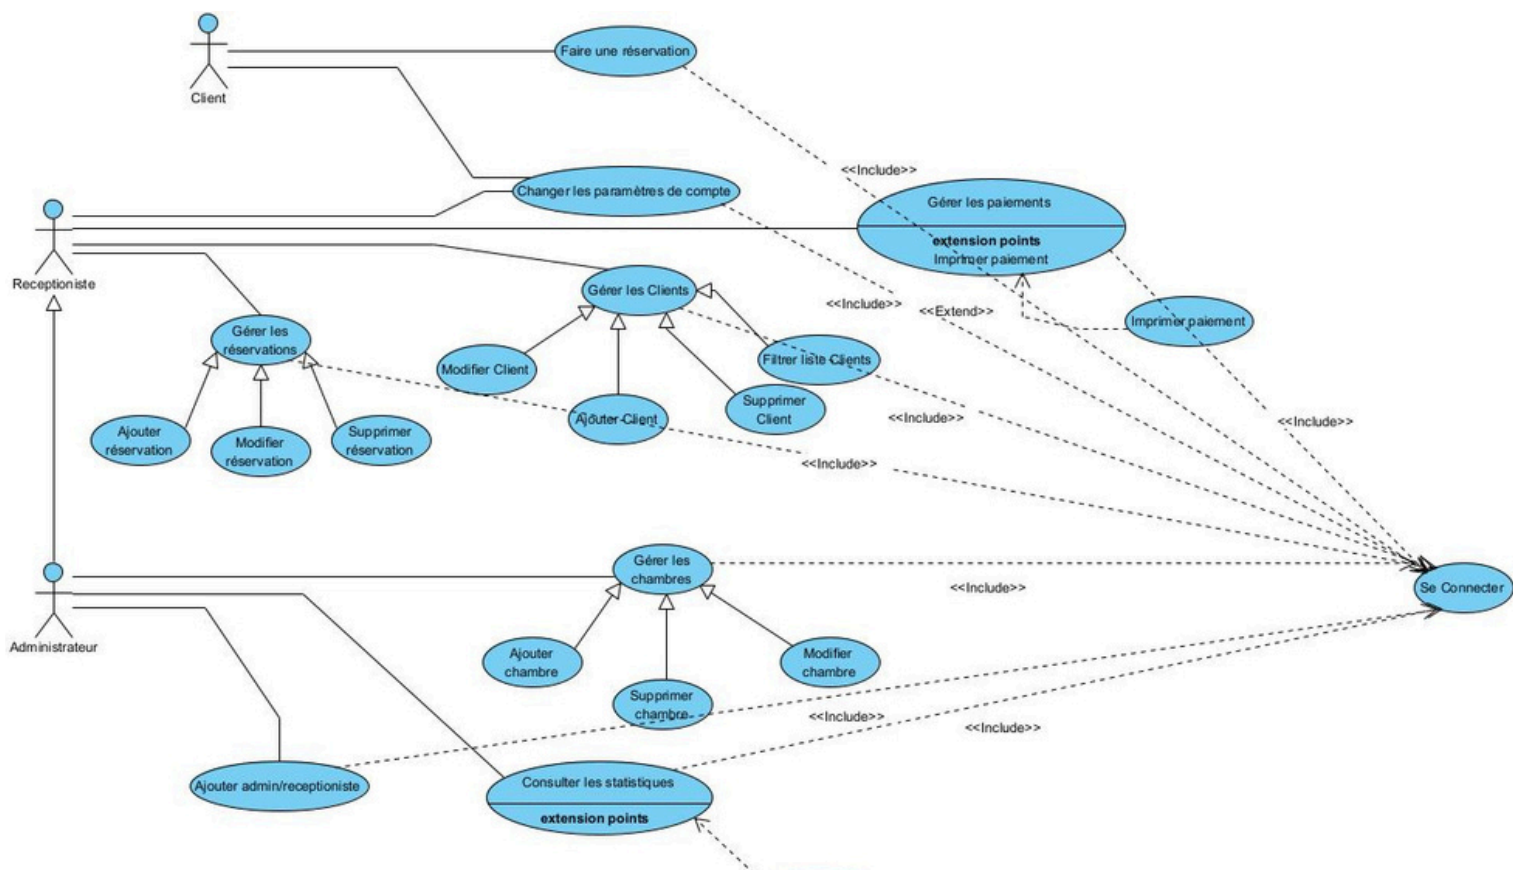 Faire une réservation
Client
<<Include>>
Changer les paramètres de compte
Gérer les paiements
extension points
Imprimer paiement
Receptioniste
Gérer les Clients
<<Include>>
<<Extend>>
Imprimer paiement
Gérer les
réservations
Modifier Client
Filtrer liste Clients
Supprimer
Client
Ajouter Client
<<Include>>
<<Include>>
Ajouter
réservation
Modifier
réservation
Supprimer
réservation
<<Include>>
Gérer les
chambres
<<Include>>
Se Connecter
Administrateur
Ajouter
chambre
Supprimer
chambre
Modifier
chambre
<<Include>>
<<Include>>
Ajouter admin/receptioniste
Consulter les statistiques
extension points